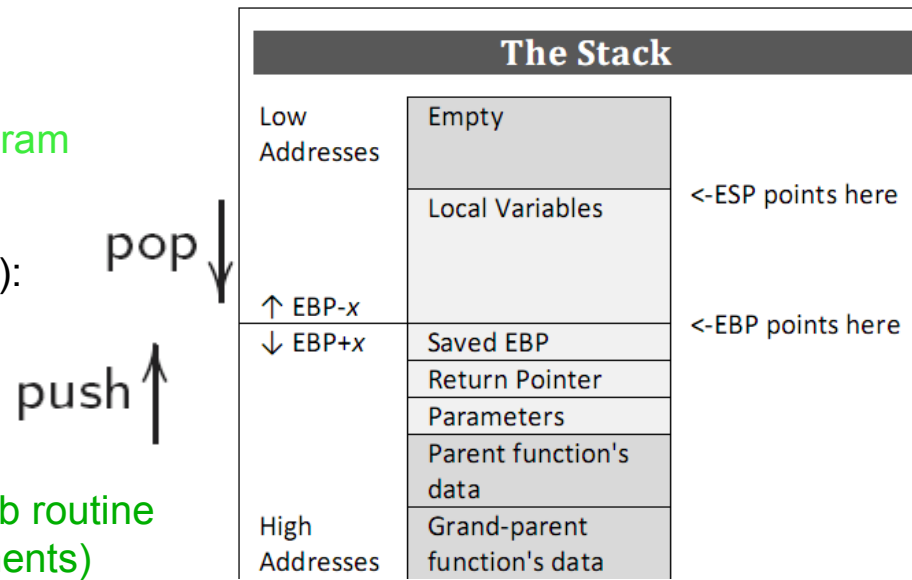 The Stack
ram
):
pop
push
b routine
ents)
Low
Addresses
Empty
Local Variables
<-ESP points here
↑ EBP-x
<-EBP points here
↓ EBP+x
Saved EBP
Return Pointer
Parameters
Parent function's
data
High
Addresses
Grand-parent
function's data